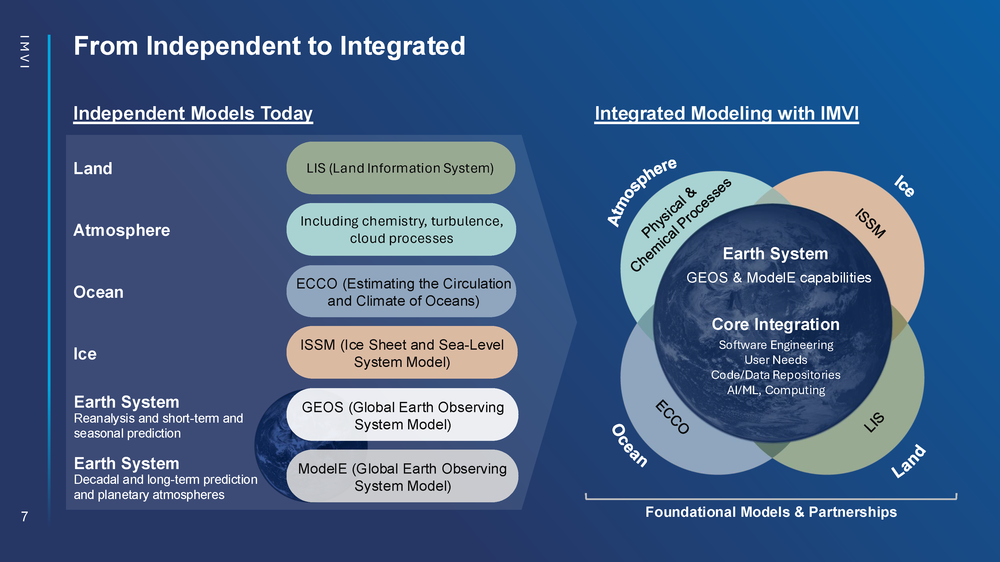 IMVI
From Independent to Integrated
Independent Models Today
Land
LIS (Land Information System)
Atmosphere
Including chemistry, turbulence,
cloud processes
Ocean
ECCO (Estimating the Circulation
and Climate of Oceans)
Ice
ISSM (Ice Sheet and Sea-Level
System Model)
Earth System
Reanalysis and short-term and
seasonal prediction
GEOS (Global Earth Observing
System Model)
Earth System
Decadal and long-term prediction
and planetary atmospheres
ModelE (Global Earth Observing
System Model)
7
Integrated Modeling with IMVI
Atmosphere
Physical &
Chemical Processes
Ice
ISSM
Earth System
GEOS & ModelE capabilities
Core Integration
Software Engineering
User Needs
Code/Data Repositories
AI/ML, Computing
ECCO
Ocean
LIS
Land
Foundational Models & Partnerships